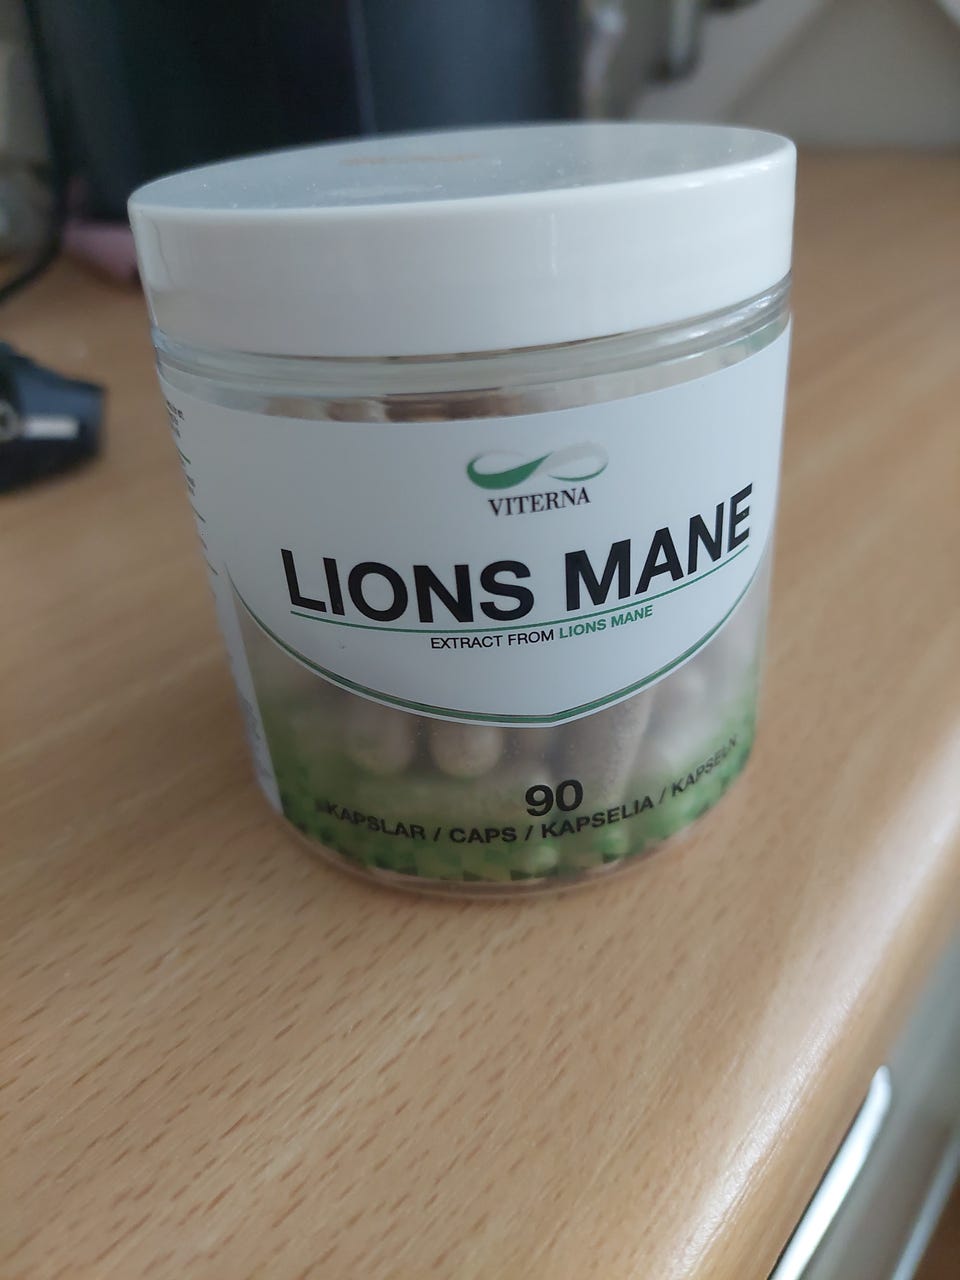 VITERNA
LIONS MANE
EXTRACT FROM LIONS MANE
90
KAPSLAR / CAPS / KAPSELIA / KAPSELN